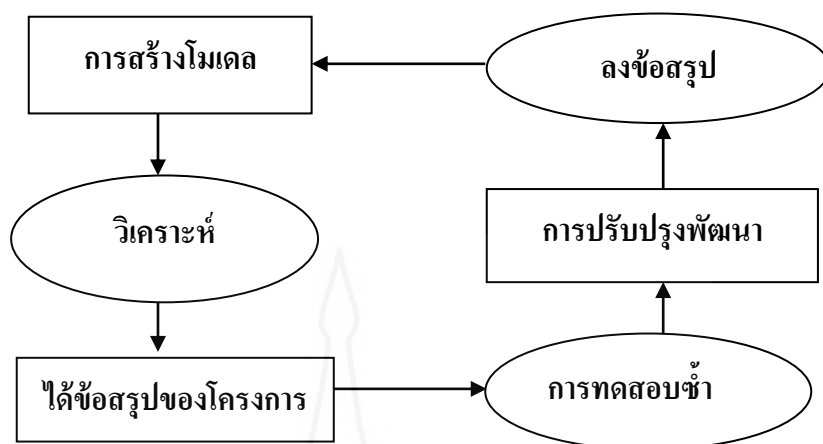 การสร้างโมเดล
ลงข้อสรุป
วิเคราะห์
การปรับปรุงพัฒนา
ได้ข้อสรุปของโครงการ
การทดสอบซ้ำ